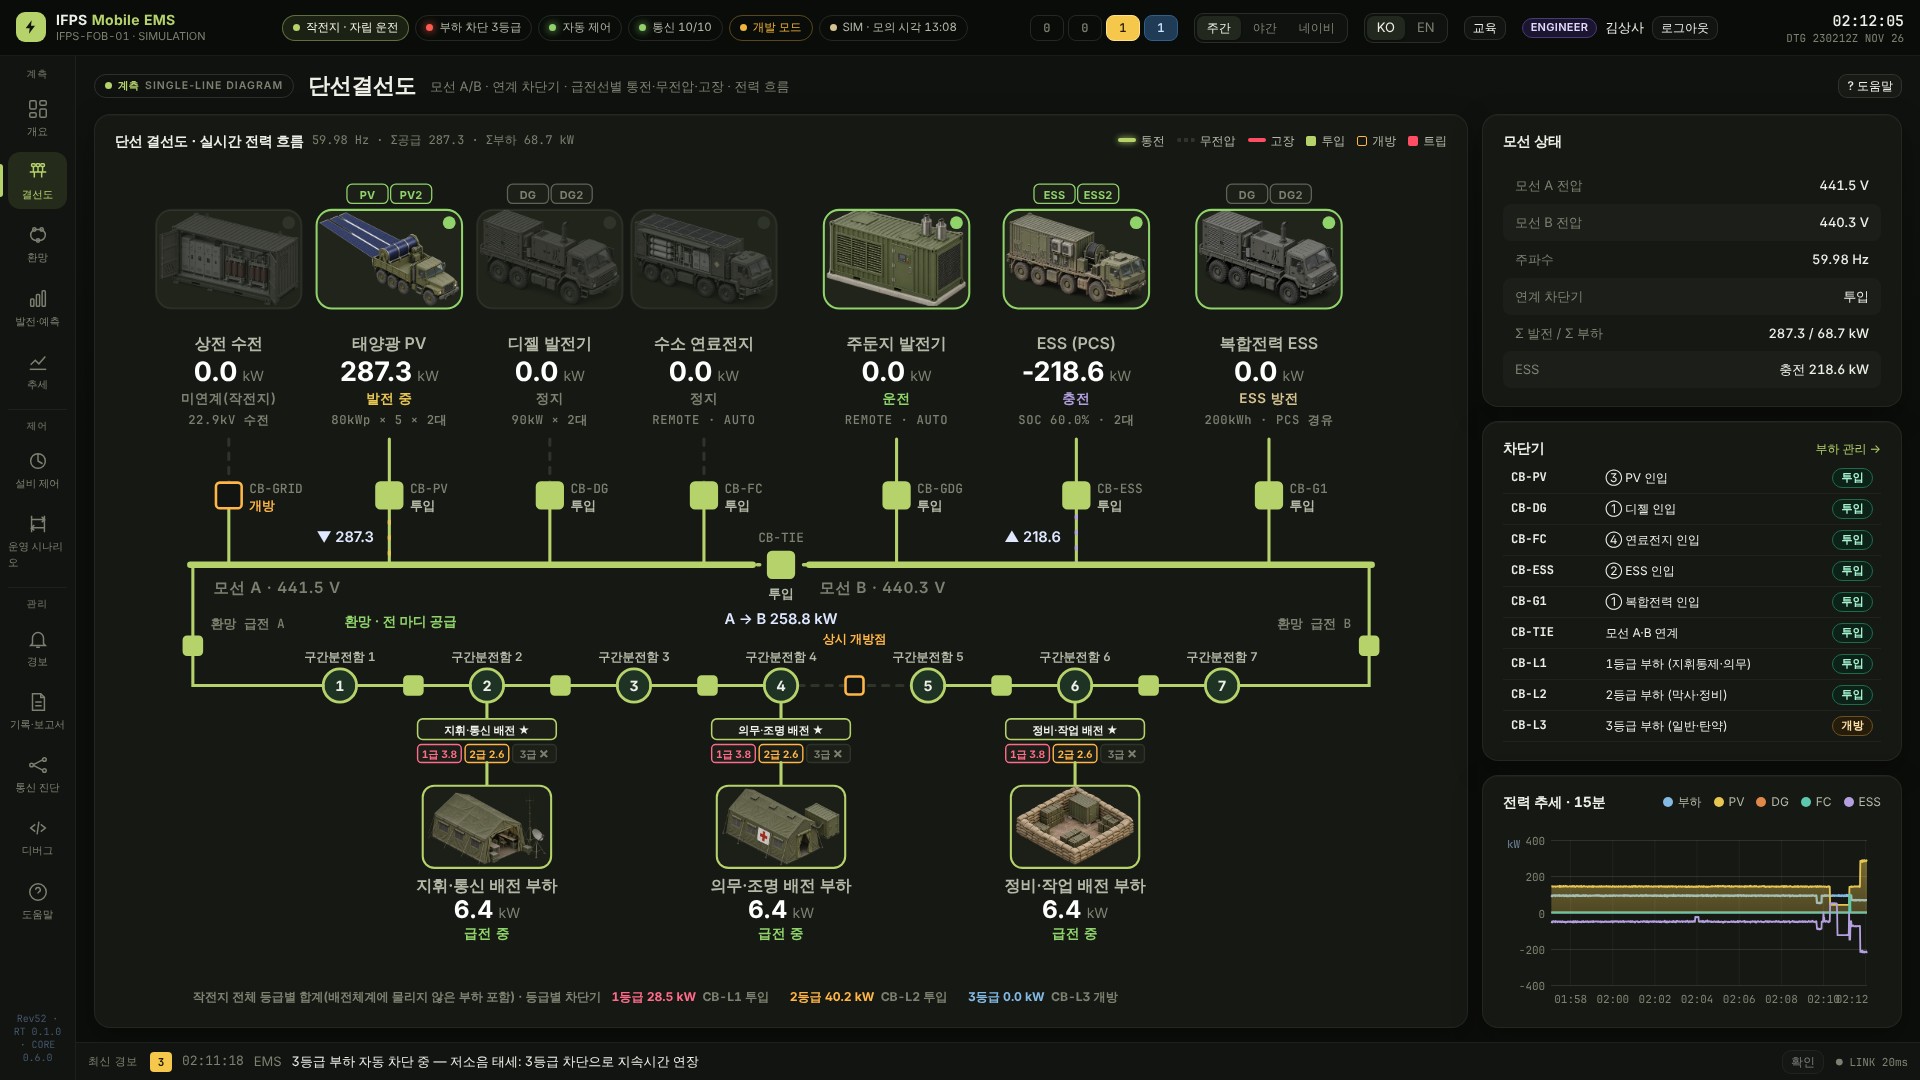 IFPS Mobile EMS
IFPS-FOB-01 · SIMULATION
작전지 · 자립 운전
부하 차단 3등급
자동 제어
통신 10/10
개발 모드
SIM · 모의 시각 13:08
0 0 1 1
주간 야간 네이비
KO EN
교육
ENGINEER 김상사 로그아웃
02:12:05
DTG 230212Z NOV 26
계측
개요
결선도
환망
발전·예측
추세
제어
설비 제어
운영 시나리
오
관리
경보
기록·보고서
통신 진단
디버그
도움말
Rev52 ·
RT 0.1.0
· CORE
0.6.0
계측 SINGLE-LINE DIAGRAM
단선결선도
모선 A/B · 연계 차단기 · 급전선별 통전·무전압·고장 · 전력 흐름
? 도움말
단선 결선도 · 실시간 전력 흐름 59.98 Hz · Σ공급 287.3 · Σ부하 68.7 kW
통전 무전압 고장 투입 개방 트립
PV PV2 DG DG2 ESS ESS2 DG DG2
상전 수전 태양광 PV 디젤 발전기 수소 연료전지 주둔지 발전기 ESS (PCS) 복합전력 ESS
0.0 kW 287.3 kW 0.0 kW 0.0 kW 0.0 kW -218.6 kW 0.0 kW
미연계(작전지) 발전 중 정지 정지 운전 충전 ESS 방전
22.9kV 수전 80kWp × 5 × 2대 90kW × 2대 REMOTE · AUTO REMOTE · AUTO SOC 60.0% · 2대 200kWh · PCS 경유
CB-GRID CB-PV CB-DG CB-FC CB-GDG CB-ESS CB-G1
개방 투입 투입 투입 투입 투입 투입
▼ 287.3 CB-TIE ▲ 218.6
모선 A · 441.5 V 투입 모선 B · 440.3 V
환망 급전 A 환망 · 전 마디 공급 A → B 258.8 kW 환망 급전 B
상시 개방점
구간분전함 1 구간분전함 2 구간분전함 3 구간분전함 4 구간분전함 5 구간분전함 6 구간분전함 7
1 2 3 4 5 6 7
지휘·통신 배전 ★ 의무·조명 배전 ★ 정비·작업 배전 ★
1급 3.8 2급 2.6 3급 ✕ 1급 3.8 2급 2.6 3급 ✕ 1급 3.8 2급 2.6 3급 ✕
지휘·통신 배전 부하 의무·조명 배전 부하 정비·작업 배전 부하
6.4 kW 6.4 kW 6.4 kW
급전 중 급전 중 급전 중
작전지 전체 등급별 합계(배전체계에 물리지 않은 부하 포함) · 등급별 차단기 1등급 28.5 kW CB-L1 투입 2등급 40.2 kW CB-L2 투입 3등급 0.0 kW CB-L3 개방
모선 상태
모선 A 전압 441.5 V
모선 B 전압 440.3 V
주파수 59.98 Hz
연계 차단기 투입
Σ 발전 / Σ 부하 287.3 / 68.7 kW
ESS 충전 218.6 kW
차단기 부하 관리 →
CB-PV ③ PV 인입 투입
CB-DG ① 디젤 인입 투입
CB-FC ④ 연료전지 인입 투입
CB-ESS ② ESS 인입 투입
CB-G1 ① 복합전력 인입 투입
CB-TIE 모선 A·B 연계 투입
CB-L1 1등급 부하 (지휘통제·의무) 투입
CB-L2 2등급 부하 (막사·정비) 투입
CB-L3 3등급 부하 (일반·탄약) 개방
전력 추세 · 15분 부하 PV DG FC ESS
kW 400
200
0
-200
-400
01:58 02:00 02:02 02:04 02:06 02:08 02:10 02:12
최신 경보 3 02:11:18 EMS 3등급 부하 자동 차단 중 — 저소음 태세: 3등급 차단으로 지속시간 연장
확인 LINK 20ms